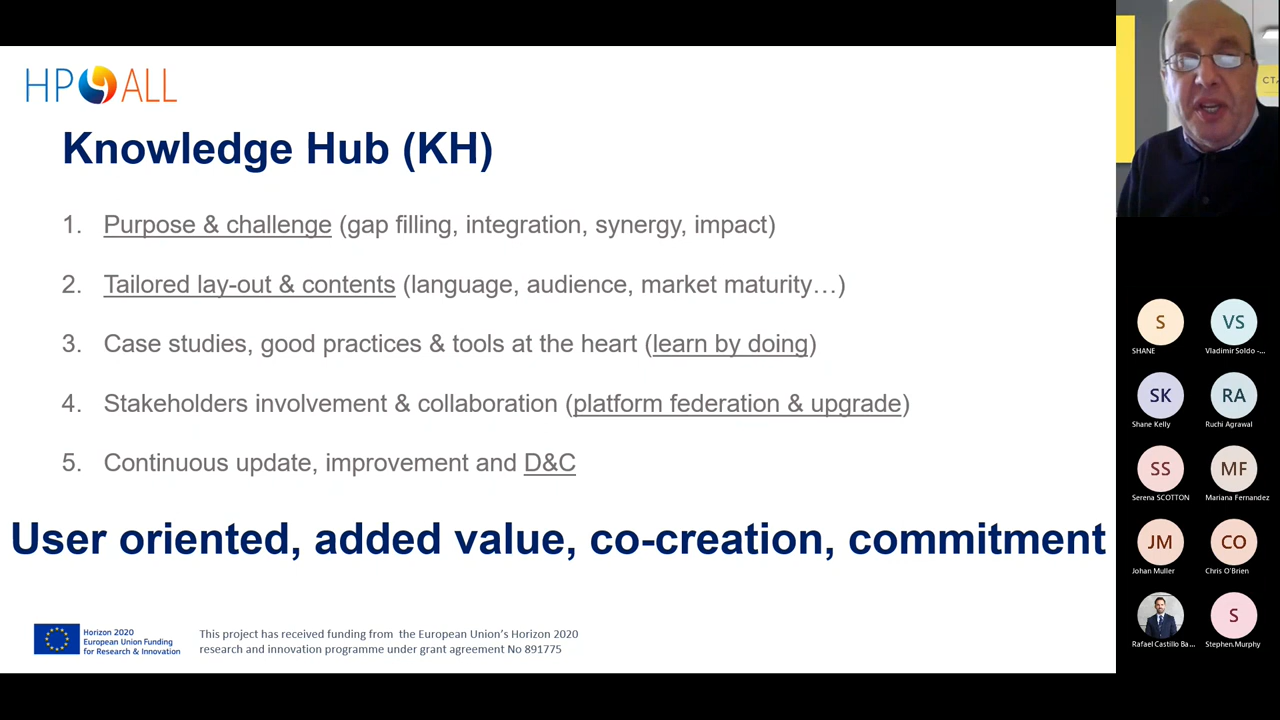 HP4ALL
Knowledge Hub (KH)
1. Purpose & challenge (gap filling, integration, synergy, impact)
2. Tailored lay-out & contents (language, audience, market maturity…)
3. Case studies, good practices & tools at the heart (learn by doing)
4. Stakeholders involvement & collaboration (platform federation & upgrade)
5. Continuous update, improvement and D&C
User oriented, added value, co-creation, commitment
Horizon 2020
European Union Funding
for Research & Innovation
This project has received funding from the European Union's Horizon 2020
research and innovation programme under grant agreement No 891775
CT
S
SHANE
VS
Vladimir Soldo -...
SK
Shane Kelly
RA
Ruchi Agrawal
SS
Serena SCOTTON
MF
Mariana Fernandez
JM
Johan Muller
CO
Chris O'Brien
Rafael Castillo Ba...
S
Stephen.Murphy